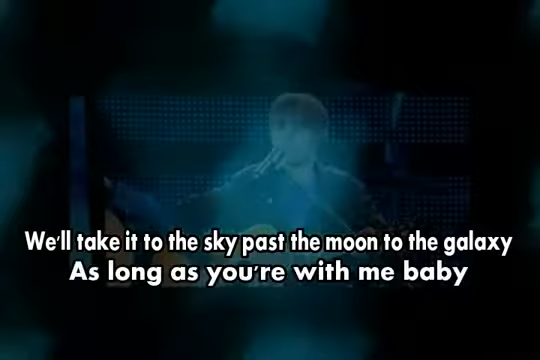 We'll take it to the sky past the moon to the galaxy
As long as you're with me baby